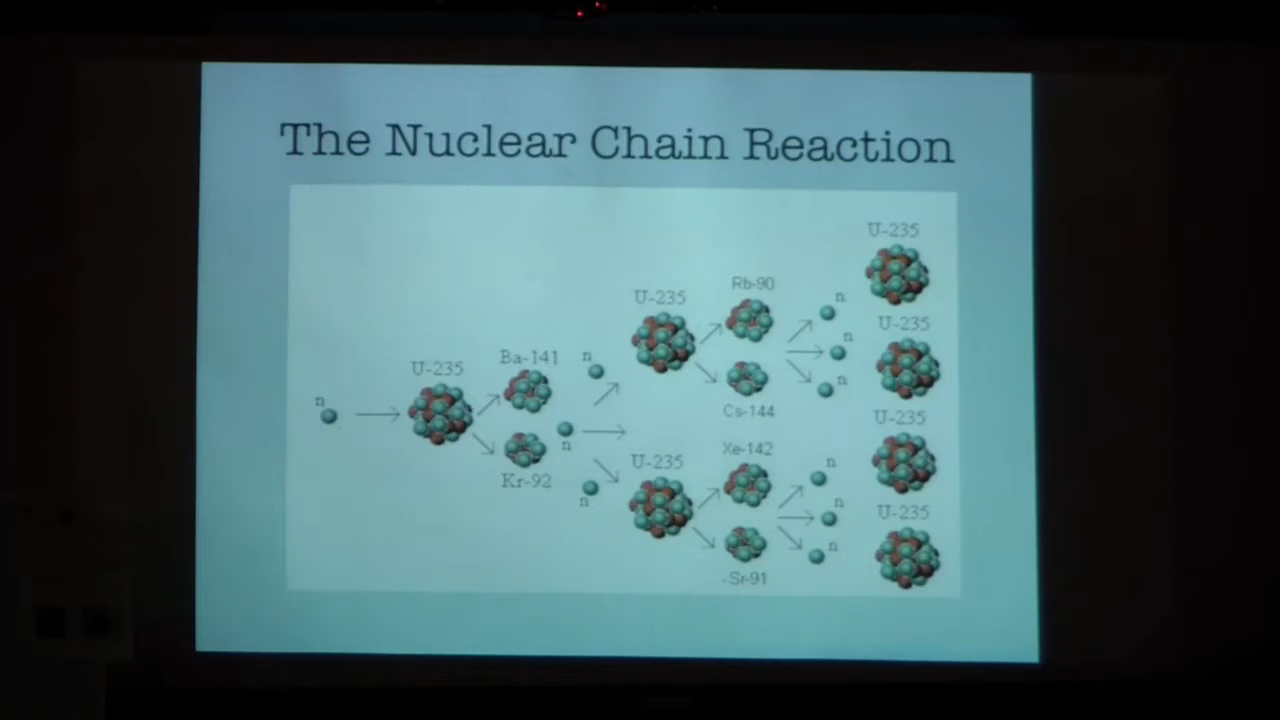 The Nuclear Chain Reaction
U-235
Rb-90
n
U-235
n
U-235
n
Ba-141
n
U-235
n
n
Cs-144
U-235
n
U-235
Xe-142
n
Kr-92
n
n
U-235
n
-Sr-91